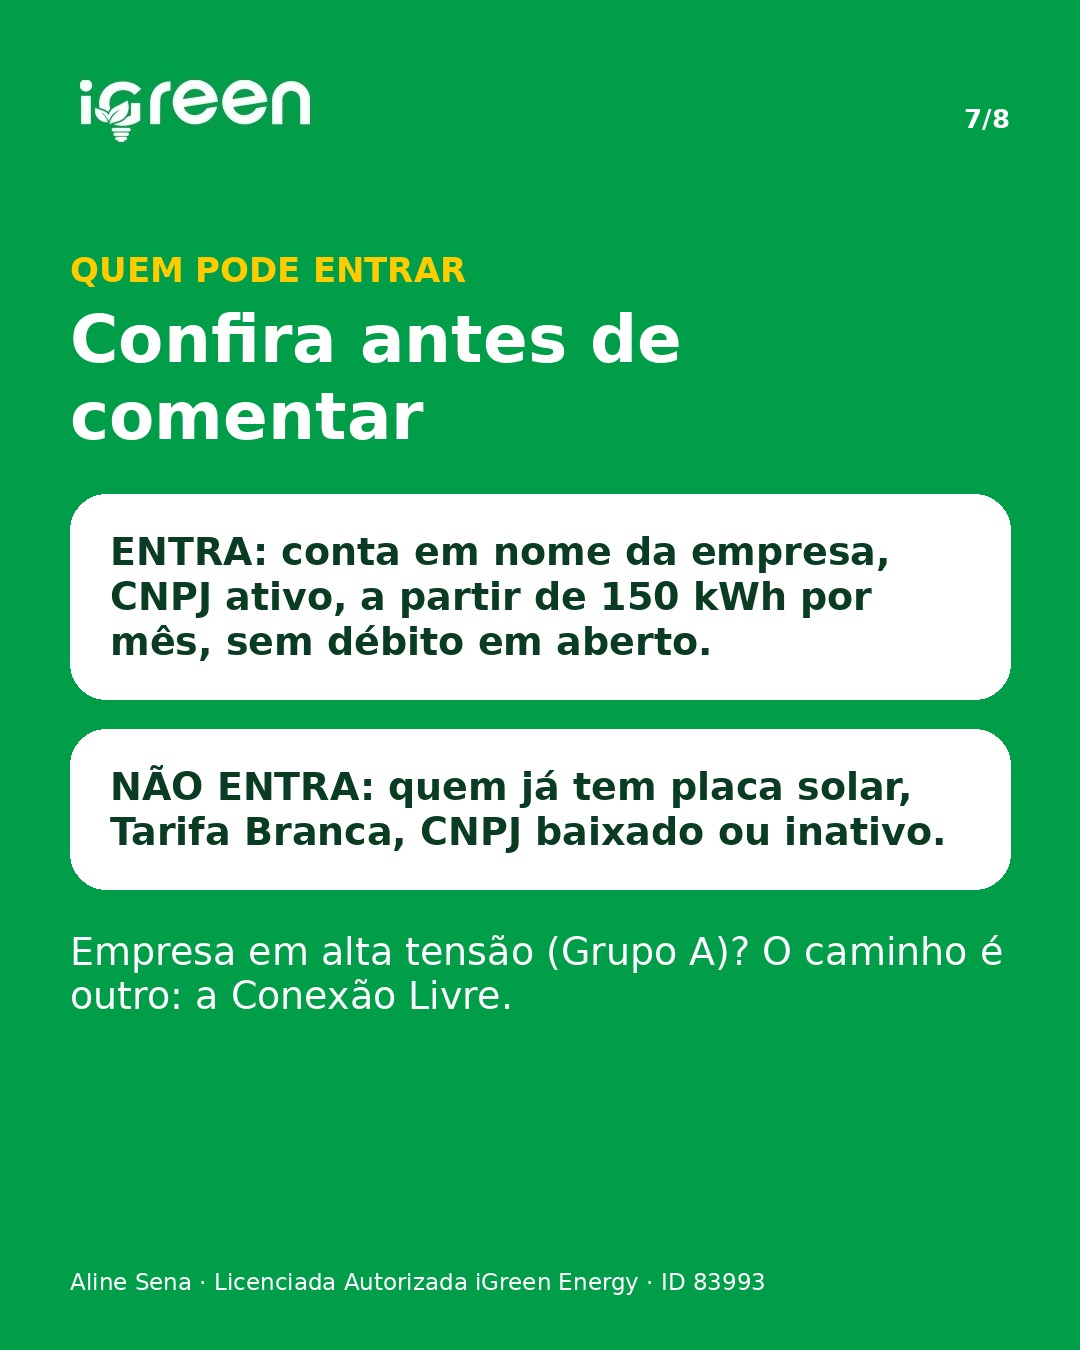 iGreen
7/8
QUEM PODE ENTRAR
Confira antes de
comentar
ENTRA: conta em nome da empresa,
CNPJ ativo, a partir de 150 kWh por
mês, sem débito em aberto.
NÃO ENTRA: quem já tem placa solar,
Tarifa Branca, CNPJ baixado ou inativo.
Empresa em alta tensão (Grupo A)? O caminho é
outro: a Conexão Livre.
Aline Sena · Licenciada Autorizada iGreen Energy · ID 83993